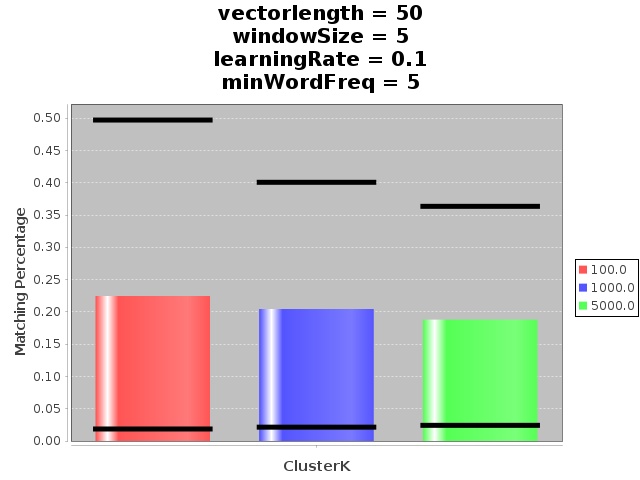 vectorlength = 50
windowSize = 5
learningRate = 0.1
minWordFreq = 5
0.50
0.45
0.40
0.35
0.30
0.25
0.20
0.15
0.10
0.05
0.00
Matching Percentage
ClusterK
100.0
1000.0
5000.0